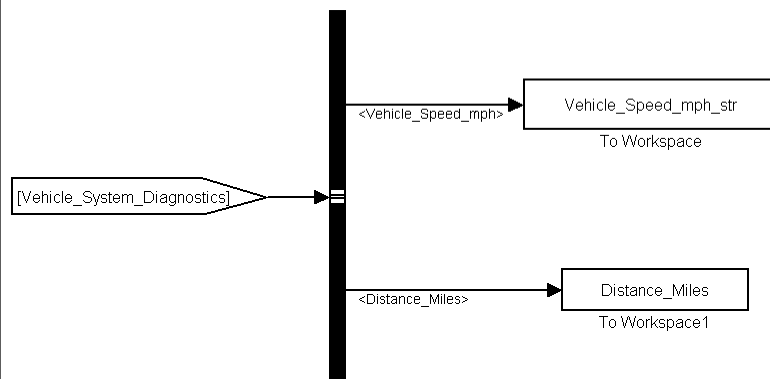 Vehicle_Speed_mph_str
<Vehicle_Speed_mph>
To Workspace
[Vehicle_System_Diagnostics]
Distance_Miles
<Distance_Miles>
To Workspace1